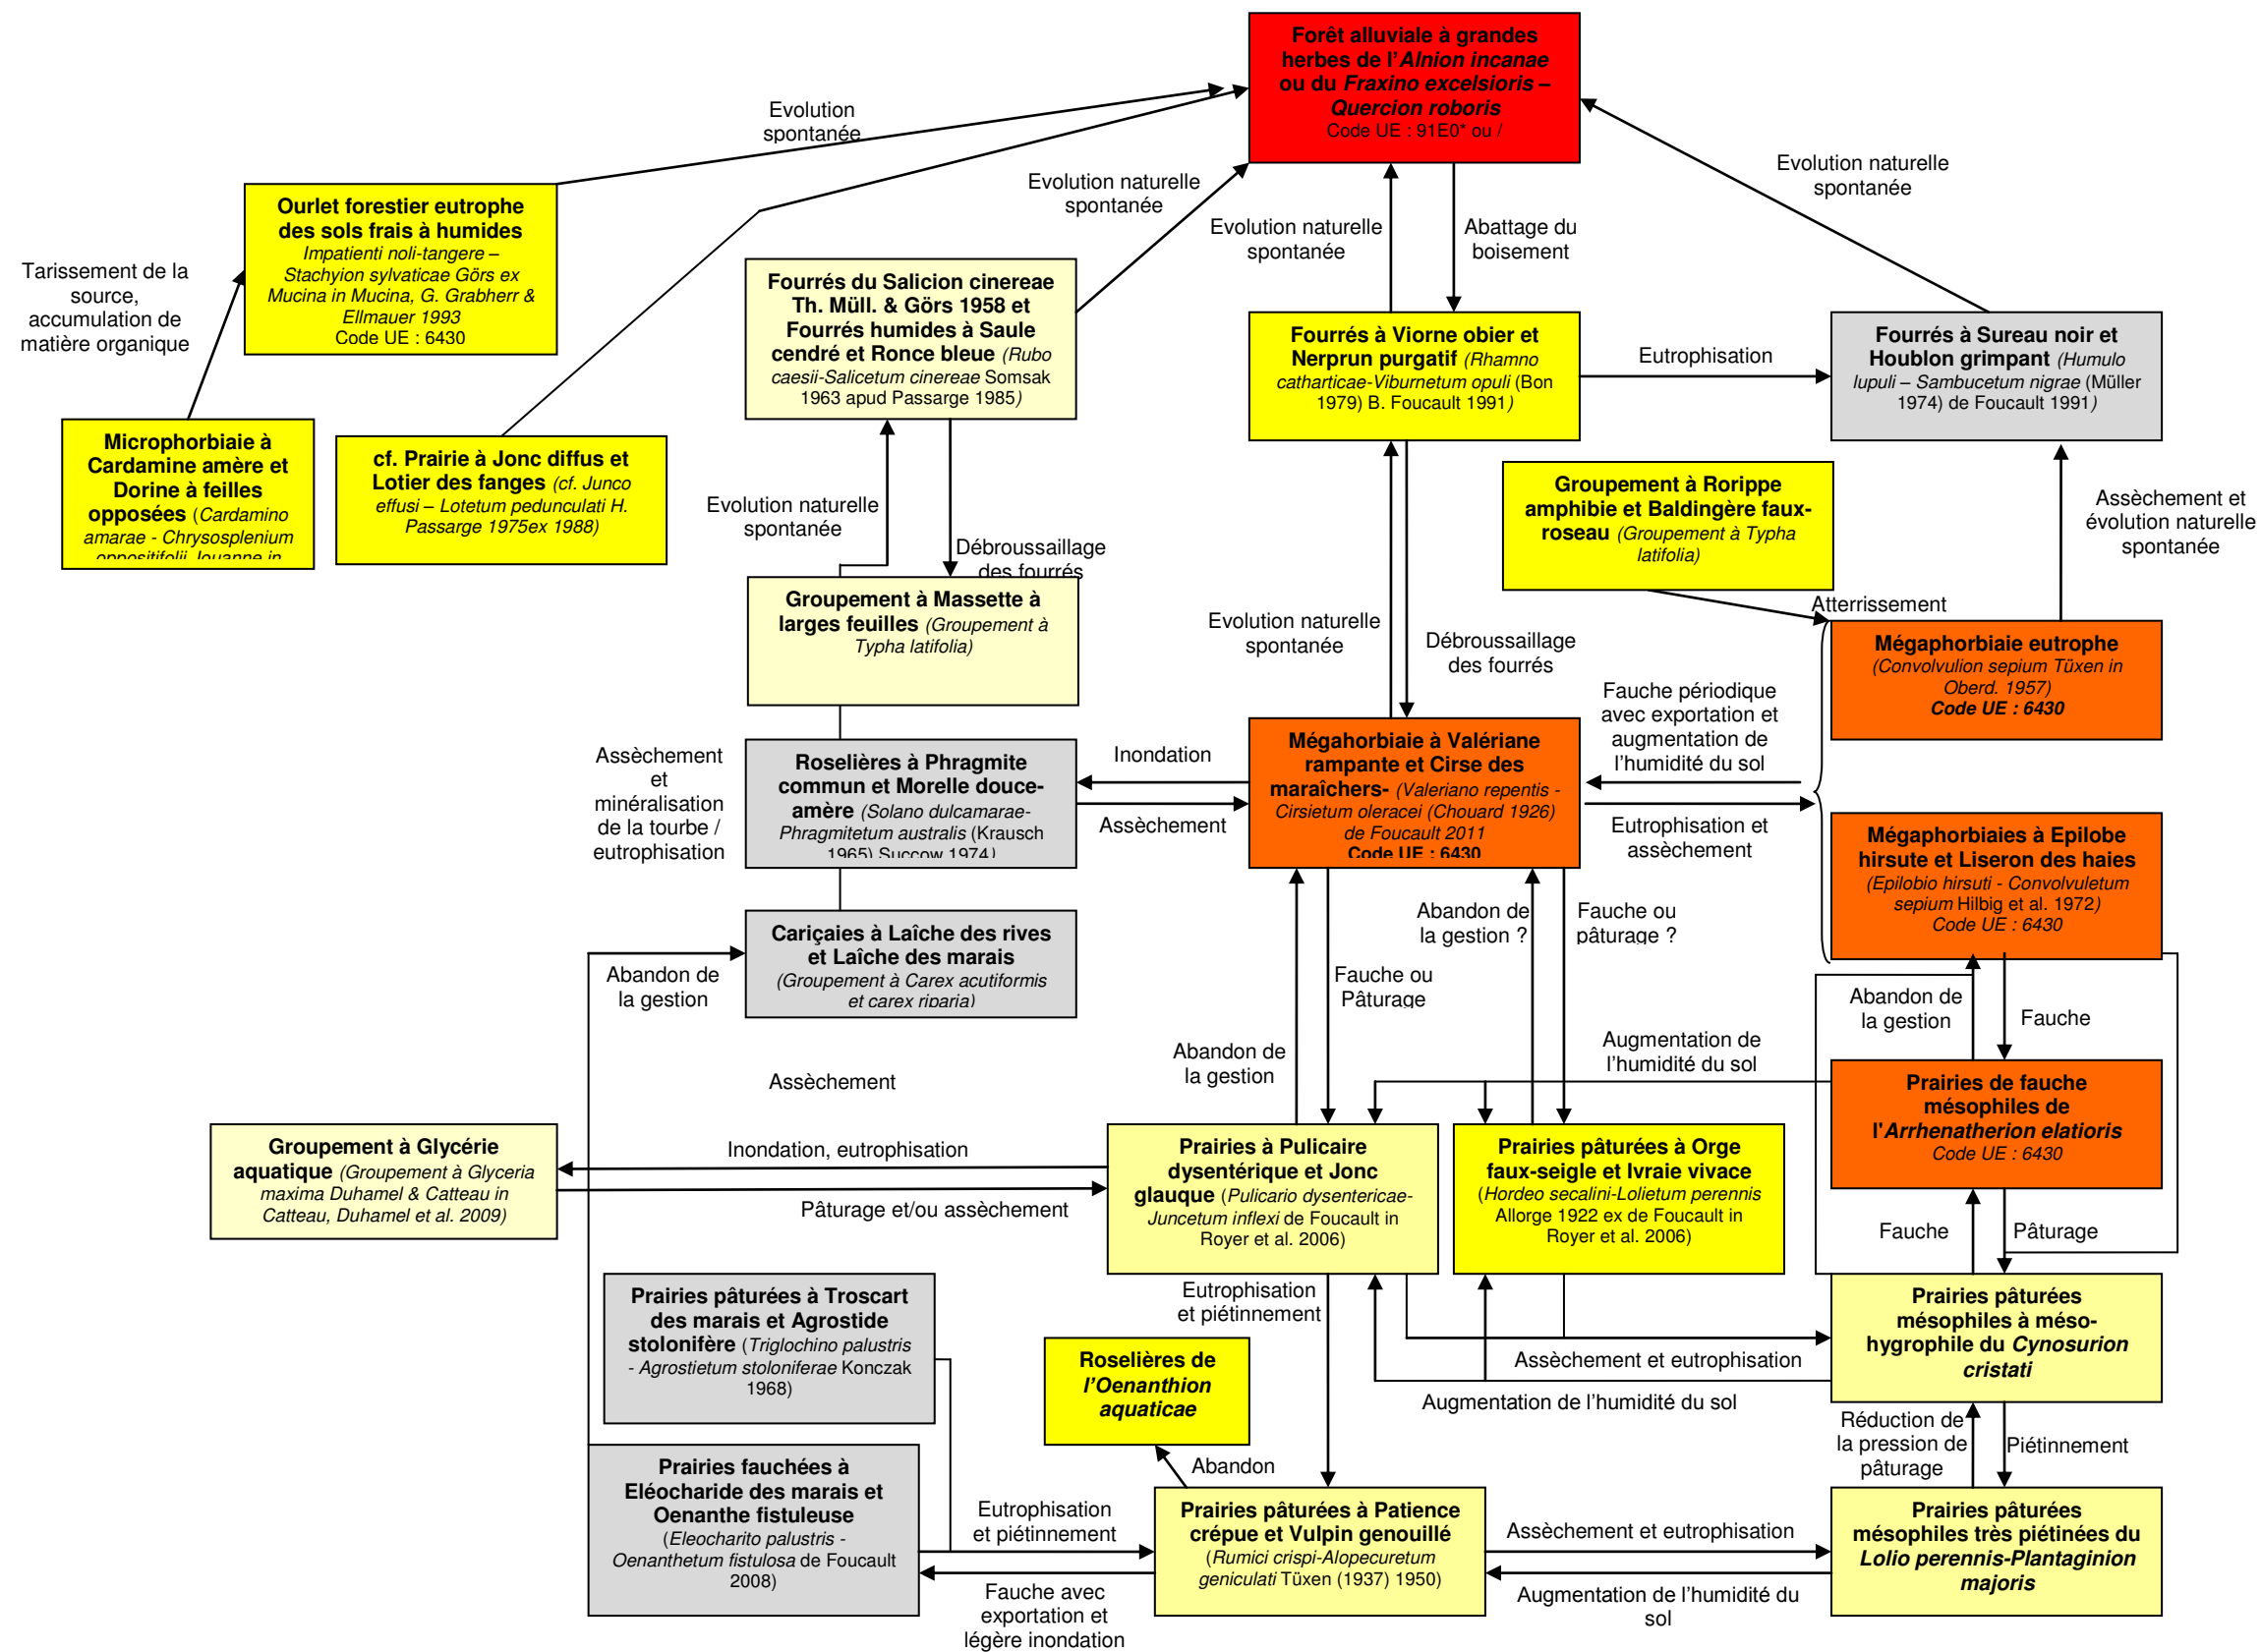 Forêt alluviale à grandes
herbes de l'Alnion incanae
ou du Fraxino excelsioris –
Quercion roboris
Code UE : 91E0* ou /
Evolution
spontanée
Evolution naturelle
spontanée
Evolution naturelle
spontanée
Ourlet forestier eutrophe
des sols frais à humides
Impatienti noli-tangere –
Stachyion sylvaticae Görs ex
Mucina in Mucina, G. Grabherr &
Ellmauer 1993
Code UE : 6430
Evolution naturelle
spontanée
Abattage du
boisement
Tarissement de la
source,
accumulation de
matière organique
Fourrés du Salicion cinereae
Th. Müll. & Görs 1958 et
Fourrés humides à Saule
cendré et Ronce bleue (Rubo
caesii-Salicetum cinereae Somsak
1963 apud Passarge 1985)
Fourrés à Viorne obier et
Nerprun purgatif (Rhamno
catharticae-Viburnetum opuli (Bon
1979) B. Foucault 1991)
Eutrophisation
Fourrés à Sureau noir et
Houblon grimpant (Humulo
lupuli – Sambucetum nigrae (Müller
1974) de Foucault 1991)
Microphorbiaie à
Cardamine amère et
Dorine à feilles
opposées (Cardamino
amarae - Chrysosplenium
oppositifolii Jouanne in
cf. Prairie à Jonc diffus et
Lotier des fanges (cf. Junco
effusi – Lotetum pedunculati H.
Passarge 1975ex 1988)
Evolution naturelle
spontanée
Débroussaillage
des fourrés
Groupement à Rorippe
amphibie et Baldingère faux-
roseau (Groupement à Typha
latifolia)
Assèchement et
évolution naturelle
spontanée
Groupement à Massette à
larges feuilles (Groupement à
Typha latifolia)
Atterrissement
Evolution naturelle
spontanée
Débroussaillage
des fourrés
Mégaphorbiaie eutrophe
(Convolvulion sepium Tüxen in
Oberd. 1957)
Code UE : 6430
Fauche périodique
avec exportation et
augmentation de
l'humidité du sol
Assèchement
et
minéralisation
de la tourbe /
eutrophisation
Roselières à Phragmite
commun et Morelle douce-
amère (Solano dulcamarae-
Phragmitetum australis (Krausch
1965) Succow 1974)
Inondation
Assèchement
Mégahorbiaie à Valériane
rampante et Cirse des
maraîchers- (Valeriano repentis -
Cirsietum oleracei (Chouard 1926)
de Foucault 2011
Code UE : 6430
Eutrophisation et
assèchement
Mégaphorbiaies à Epilobe
hirsute et Liseron des haies
(Epilobio hirsuti - Convolvuletum
sepium Hilbig et al. 1972)
Code UE : 6430
Abandon de
la gestion
Cariçaies à Laîche des rives
et Laîche des marais
(Groupement à Carex acutiformis
et carex riparia)
Fauche ou
Pâturage
Abandon de
la gestion ?
Fauche ou
pâturage ?
Abandon de
la gestion
Fauche
Assèchement
Abandon de
la gestion
Augmentation de
l'humidité du sol
Prairies de fauche
mésophiles de
l'Arrhenatherion elatioris
Code UE : 6430
Groupement à Glycérie
aquatique (Groupement à Glyceria
maxima Duhamel & Catteau in
Catteau, Duhamel et al. 2009)
Inondation, eutrophisation
Pâturage et/ou assèchement
Prairies à Pulicaire
dysentérique et Jonc
glauque (Pulicario dysentericae-
Juncetum inflexi de Foucault in
Royer et al. 2006)
Prairies pâturées à Orge
faux-seigle et Ivraie vivace
(Hordeo secalini-Lolietum perennis
Allorge 1922 ex de Foucault in
Royer et al. 2006)
Fauche
Pâturage
Prairies pâturées à Troscart
des marais et Agrostide
stolonifère (Triglochino palustris
- Agrostietum stoloniferae Konczak
1968)
Eutrophisation
et piétinnement
Roselières de
l'Oenanthion
aquaticae
Assèchement et eutrophisation
Augmentation de l'humidité du sol
Prairies pâturées
mésophiles à méso-
hygrophile du Cynosurion
cristati
Réduction de
la pression de
pâturage
Piétinnement
Abandon
Prairies fauchées à
Eléocharide des marais et
Oenanthe fistuleuse
(Eleocharito palustris -
Oenanthetum fistulosa de Foucault
2008)
Eutrophisation
et piétinnement
Fauche avec
exportation et
légère inondation
Prairies pâturées à Patience
crépue et Vulpin genouillé
(Rumici crispi-Alopecuretum
geniculati Tüxen (1937) 1950)
Assèchement et eutrophisation
Augmentation de l'humidité du
sol
Prairies pâturées
mésophiles très piétinées du
Lolio perennis-Plantaginion
majoris